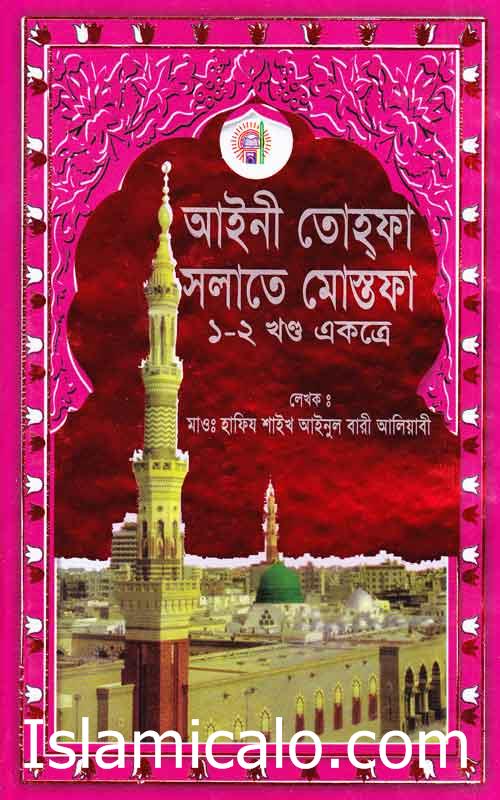 আইনী তোহ্ফা
সলাতে মোস্তফা
১-২ খণ্ড একত্রে
লেখক ঃ
মাওঃ হাফিয শাইখ আইনুল বারী আলিয়াবী
Islamicalo.com